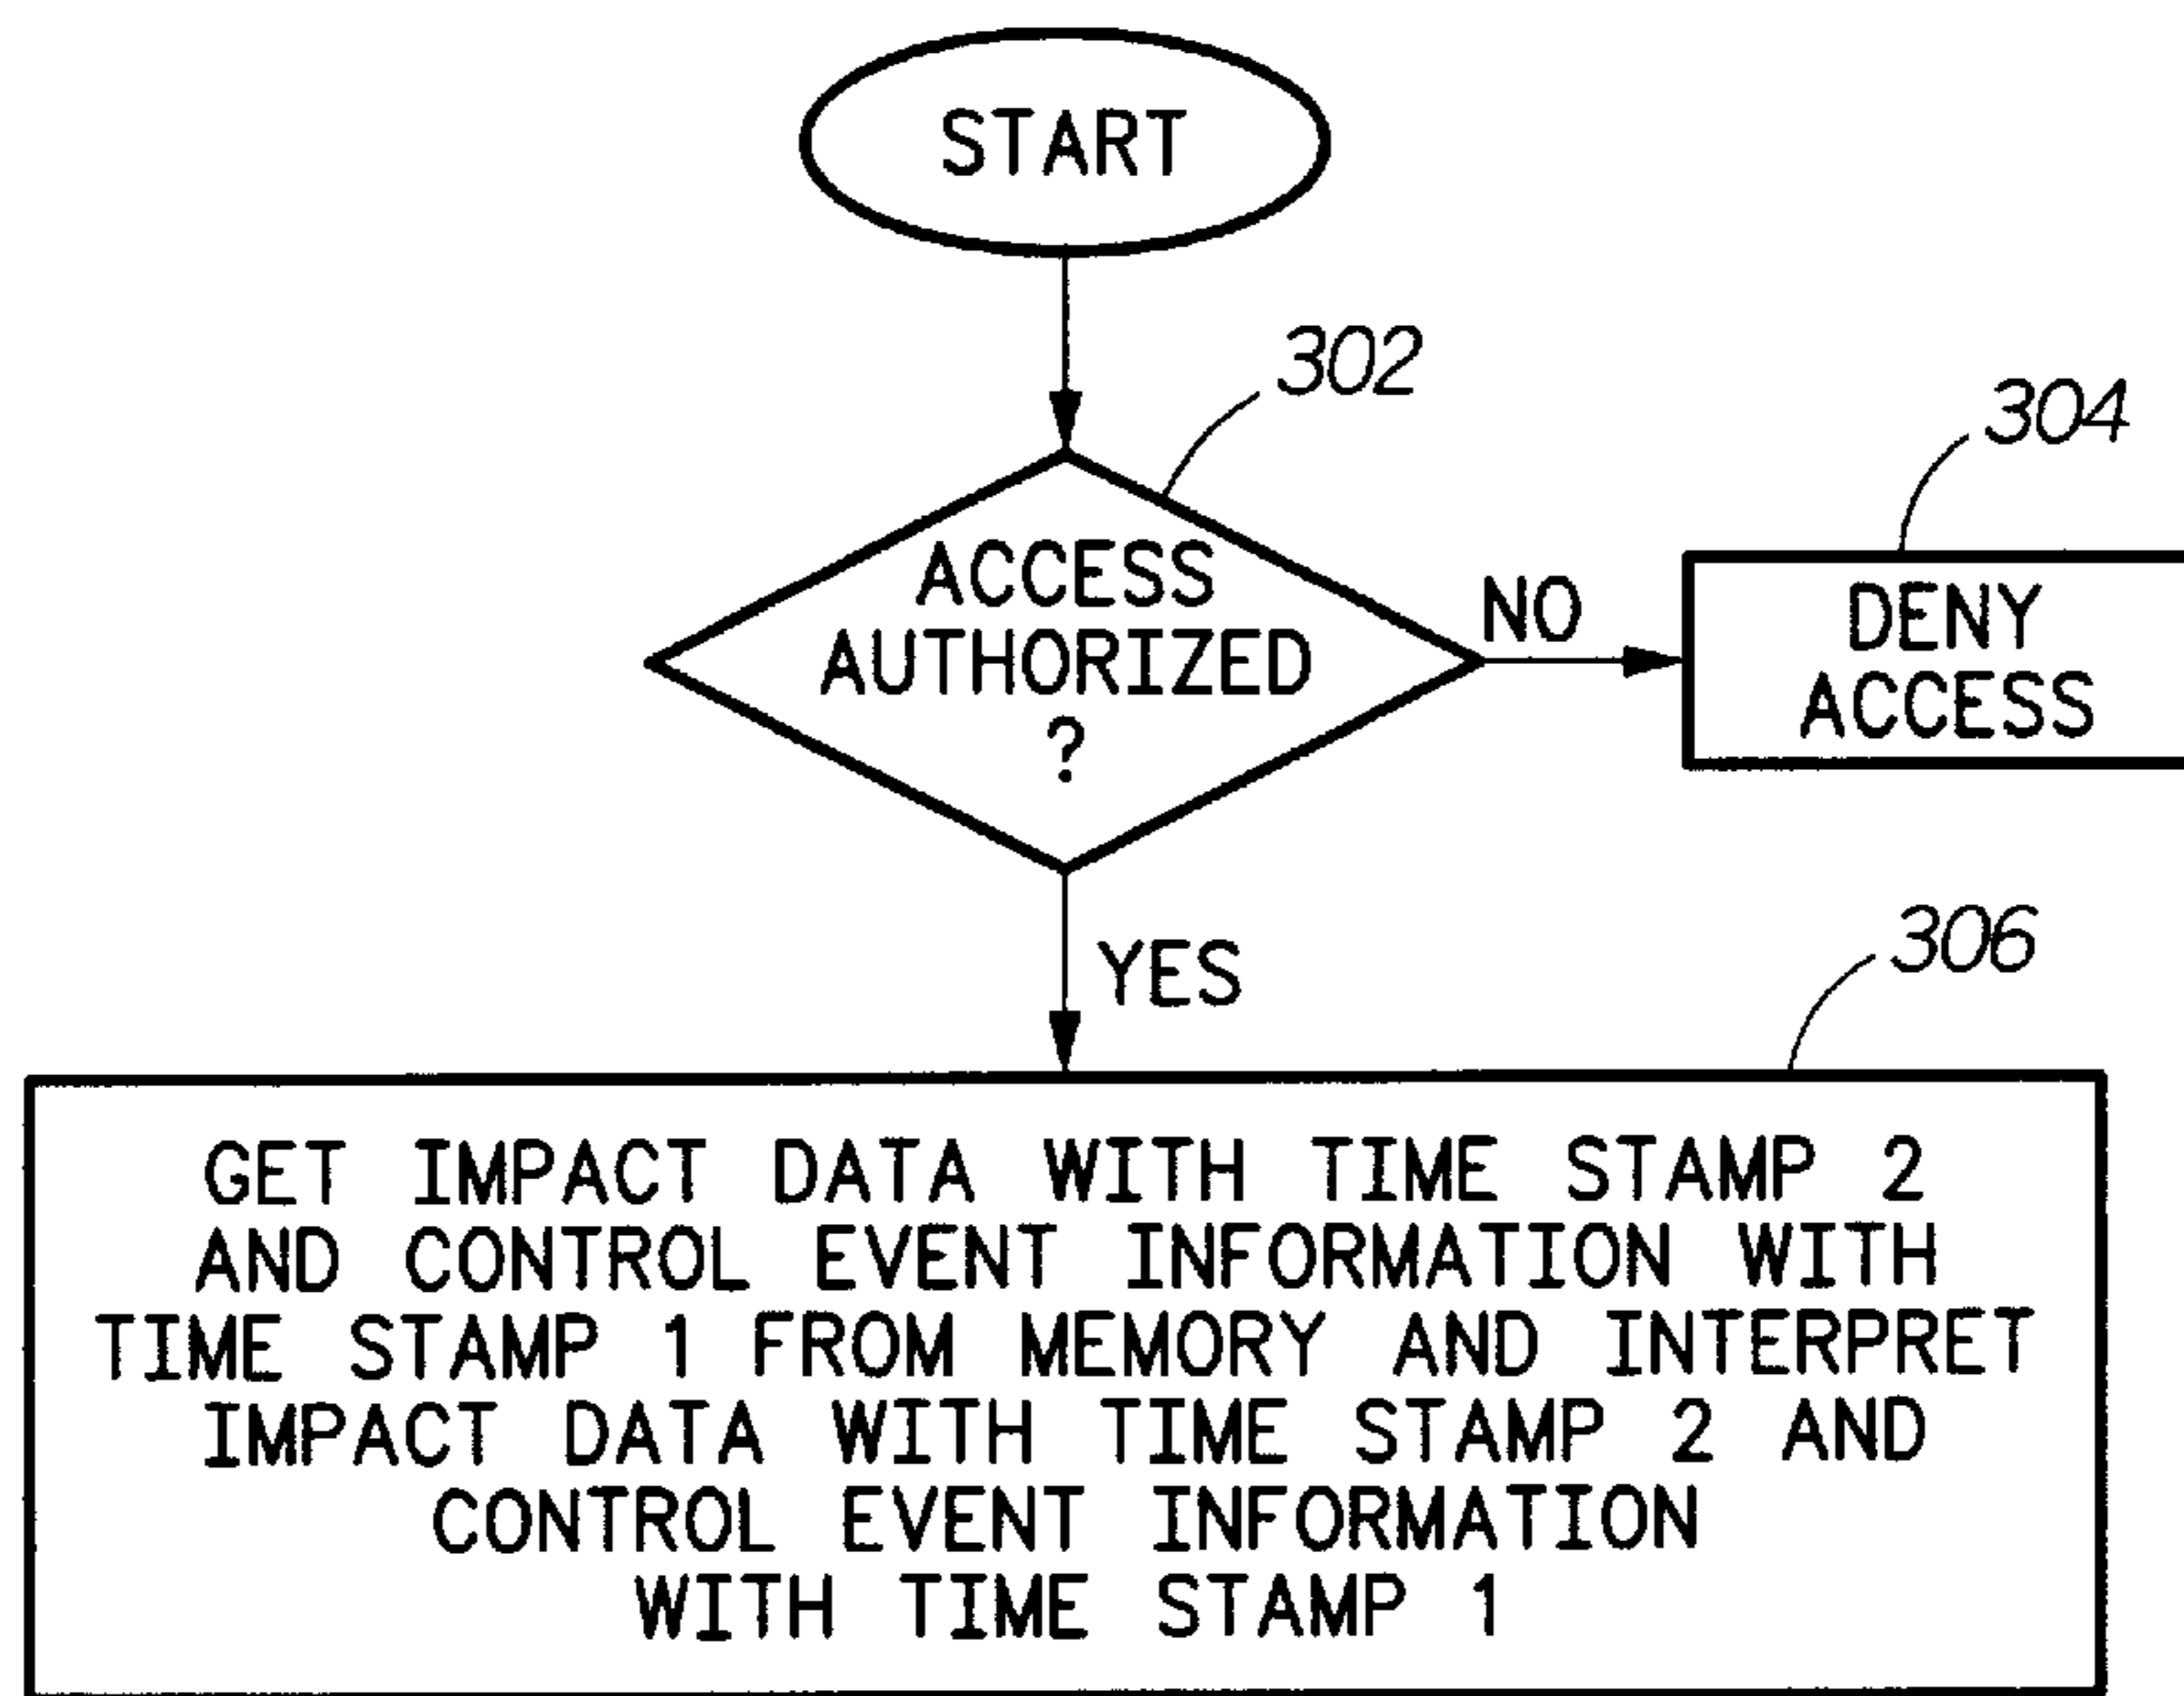 START
302
304
ACCESS
AUTHORIZED
?
NO
DENY
ACCESS
YES
306
GET IMPACT DATA WITH TIME STAMP 2
AND CONTROL EVENT INFORMATION WITH
TIME STAMP 1 FROM MEMORY AND INTERPRET
IMPACT DATA WITH TIME STAMP 2 AND
CONTROL EVENT INFORMATION
WITH TIME STAMP 1